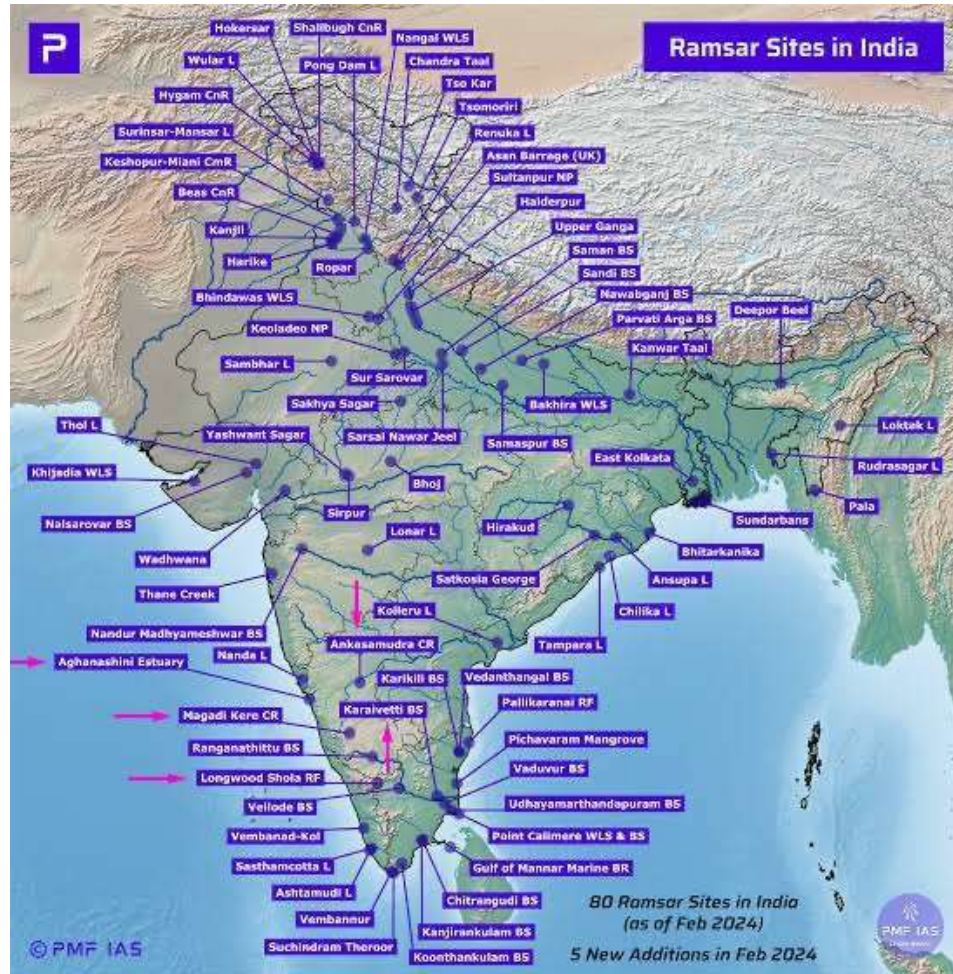 P
Ramsar Sites in India
Hokersar
Shallbugh CnR
Nangal WLS
Wular L
Pong Dam L
Chandra Taal
Tso Kar
Hygam CnR
Tsomoriri
Surinsar-Mansar L
Renuka L
Asan Barrage (UK)
Keshopur-Miani CmR
Sultanpur NP
Beas CnR
Haiderpur
Upper Ganga
Kanjli
Saman BS
Harike
Ropar
Sandi BS
Nawabganj BS
Bhindawas WLS
Parvati Arga BS
Deepor Beel
Keoladeo NP
Kanwar Taal
Sambhar L
Sur Sarovar
Sakhya Sagar
Bakhira WLS
Thol L
Yashwant Sagar
Sarsai Nawar Jeel
Samaspur BS
Loktak L
Khijadia WLS
East Kolkata
Rudrasagar L
Bhoj
Nalsarovar BS
Sirpur
Hirakud
Sundarbans
Pala
Wadhwana
Lonar L
Bhitarkanika
Satkosia George
Ansupa L
Thane Creek
Kolleru L
Chilika L
Nandur Madhyameshwar BS
Ankasamudra CR
Tampara L
Aghanashini Estuary
Nanda L
Karikili BS
Vedanthangal BS
Magadi Kere CR
Karaivetti BS
Pallikaranai RF
Ranganathittu BS
Pichavaram Mangrove
Longwood Shola RF
Vaduvur BS
Vellode BS
Udhayamarthandapuram BS
Vembanad-Kol
Point Calimere WLS & BS
Sasthamcotta L
Gulf of Mannar Marine BR
Ashtamudi L
Chitrangudi BS
Vembannur
Kanjirankulam BS
Suchindram Theroor
Koonthankulam BS
80 Ramsar Sites in India
(as of Feb 2024)
5 New Additions in Feb 2024
© PMF IAS
PMF IAS